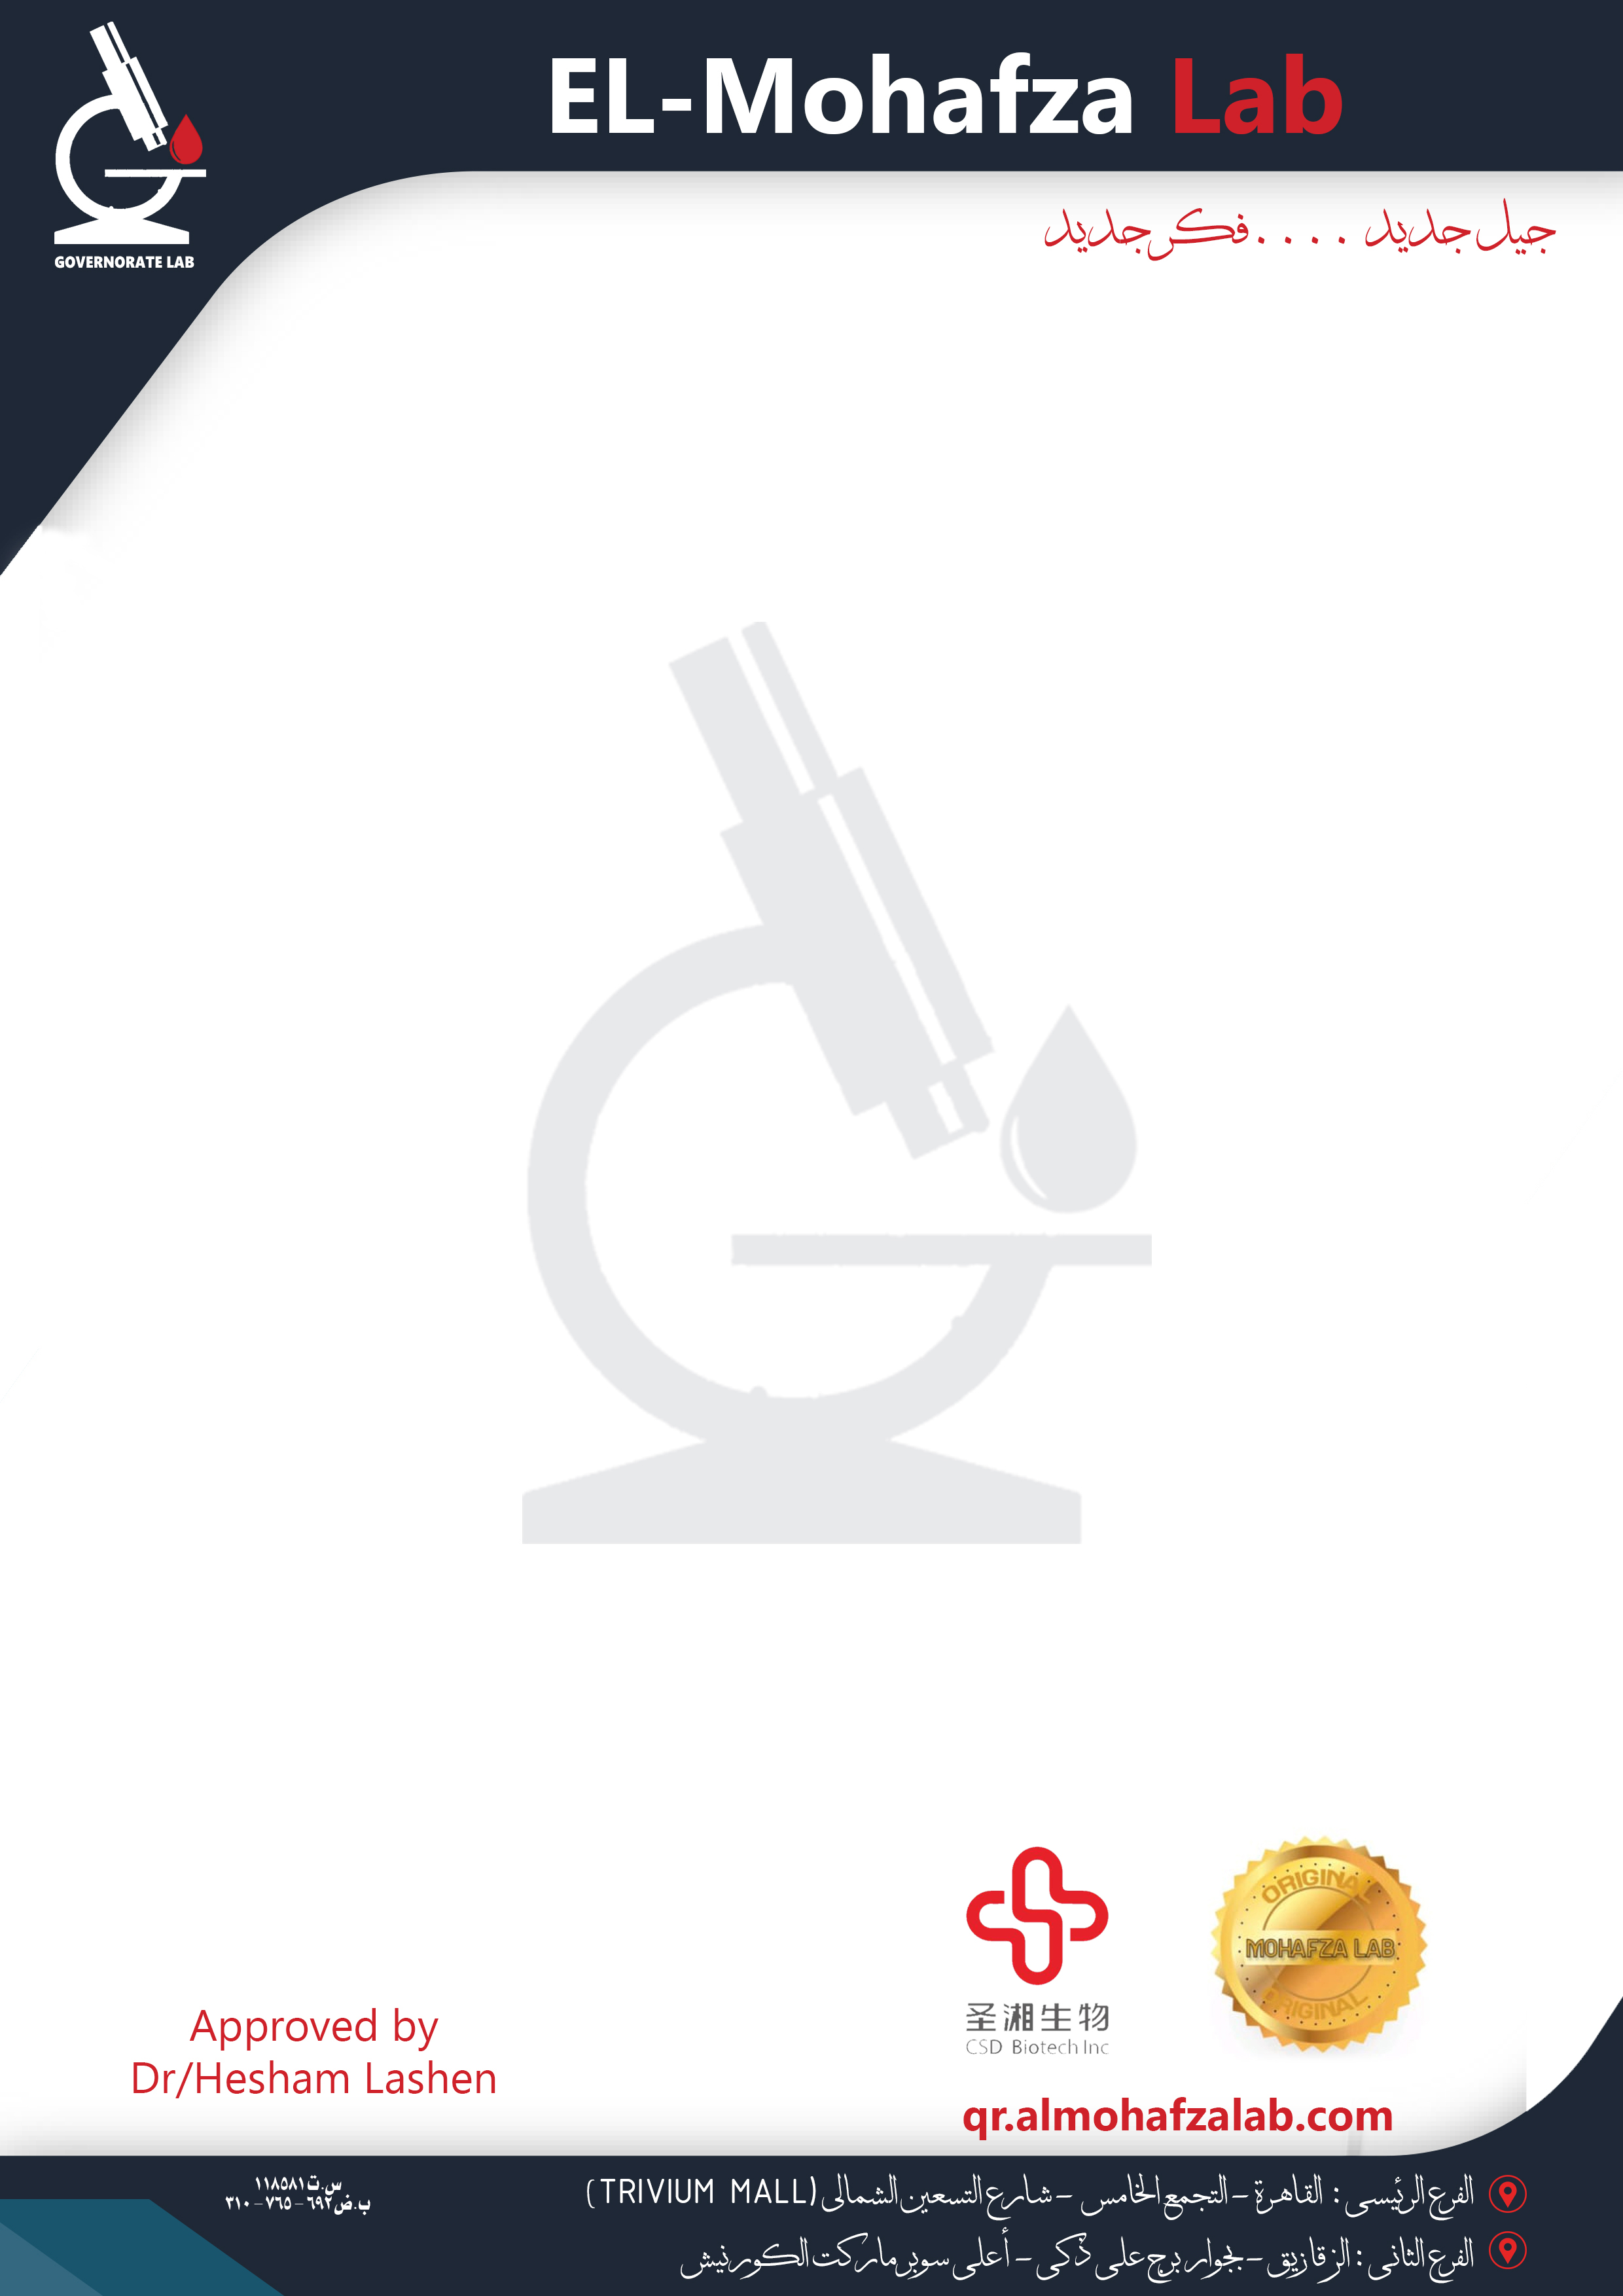 EL-Mohafza Lab
GOVERNORATE LAB
جيل جديد .... فكر جديد
圣湘生物
CSD Biotech Inc
ORIGINAL
MOHAFZA LAB
ORIGINAL
Approved by
Dr/Hesham Lashen
qr.almohafzalab.com
س.ت ١١٨٥٨١
ب.ض ٦٩٢ - ٧٦٥ - ٣١٠
الفرع الرئيسى : القاهرة - التجمع الخامس - شارع التسعين الشمالى (TRIVIUM MALL)
الفرع الثانى : الزقازيق - بجوار برج على ذكى - أعلى سوبر ماركت الكورنيش